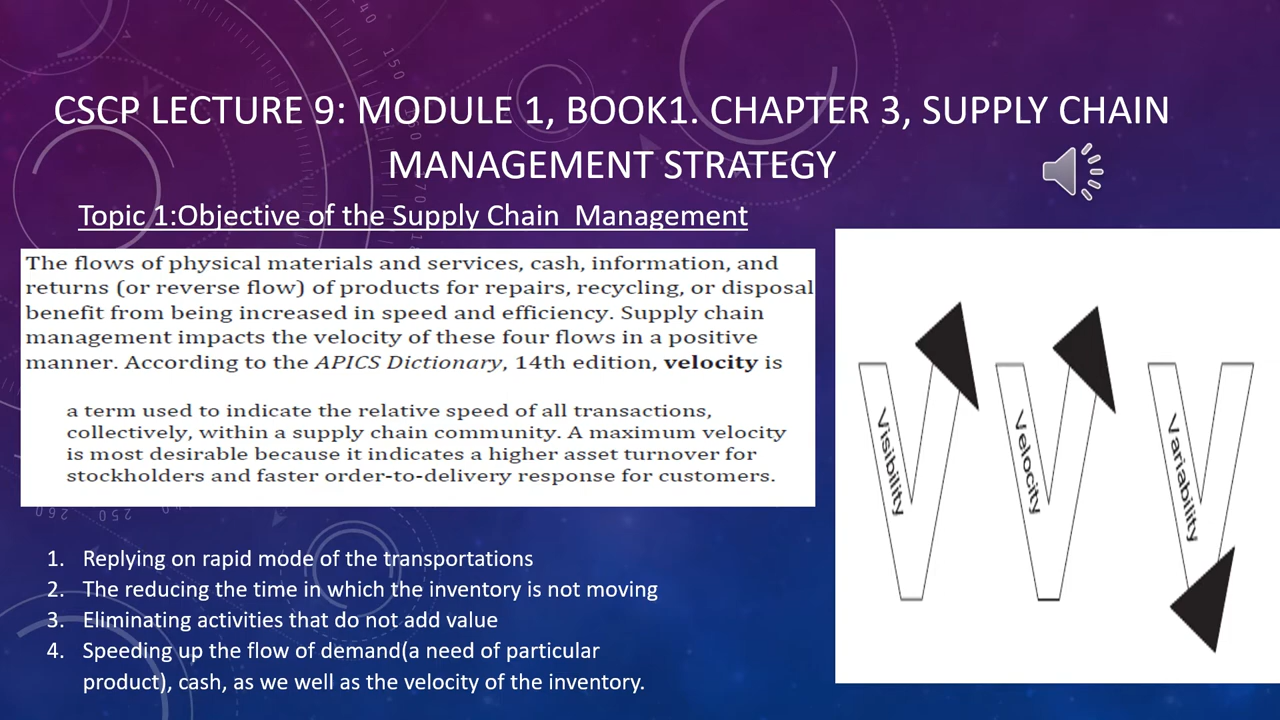 CSCP LECTURE 9: MODULE 1, BOOK1. CHAPTER 3, SUPPLY CHAIN
MANAGEMENT STRATEGY
Topic 1:Objective of the Supply Chain  Management
The flows of physical materials and services, cash, information, and
returns (or reverse flow) of products for repairs, recycling, or disposal
benefit from being increased in speed and efficiency. Supply chain
management impacts the velocity of these four flows in a positive
manner. According to the APICS Dictionary, 14th edition, velocity is
a term used to indicate the relative speed of all transactions,
collectively, within a supply chain community. A maximum velocity
is most desirable because it indicates a higher asset turnover for
stockholders and faster order-to-delivery response for customers.
1. Replying on rapid mode of the transportations
2. The reducing the time in which the inventory is not moving
3. Eliminating activities that do not add value
4. Speeding up the flow of demand(a need of particular
product), cash, as we well as the velocity of the inventory.
Visibility
Velocity
Variability
140
150
260
250